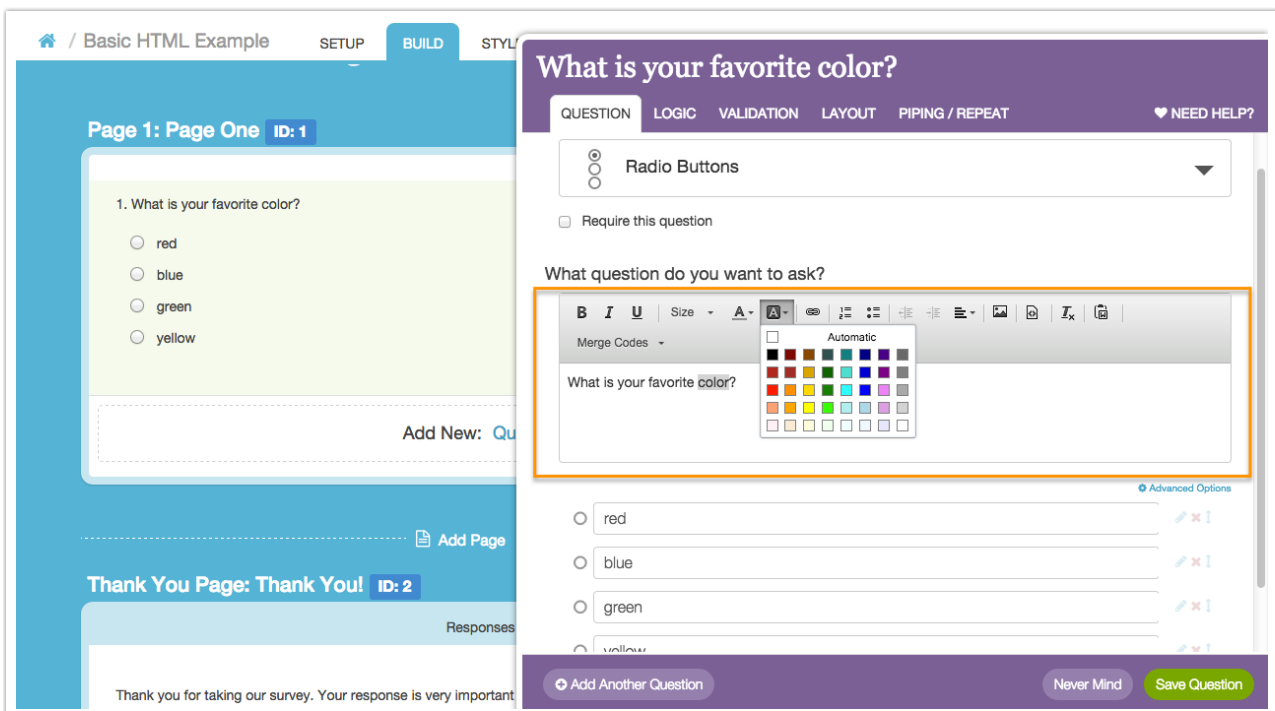 / Basic HTML Example
SETUP
BUILD
STYL
Page 1: Page One ID: 1
1. What is your favorite color?
red
blue
green
yellow
Add New: Qu
Add Page
Thank You Page: Thank You! ID: 2
Responses
Thank you for taking our survey. Your response is very important
What is your favorite color?
QUESTION
LOGIC
VALIDATION
LAYOUT
PIPING / REPEAT
NEED HELP?
Radio Buttons
Require this question
What question do you want to ask?
B I U Size A A
Merge Codes
Automatic
What is your favorite color?
Advanced Options
red
blue
green
yellow
Add Another Question
Never Mind
Save Question